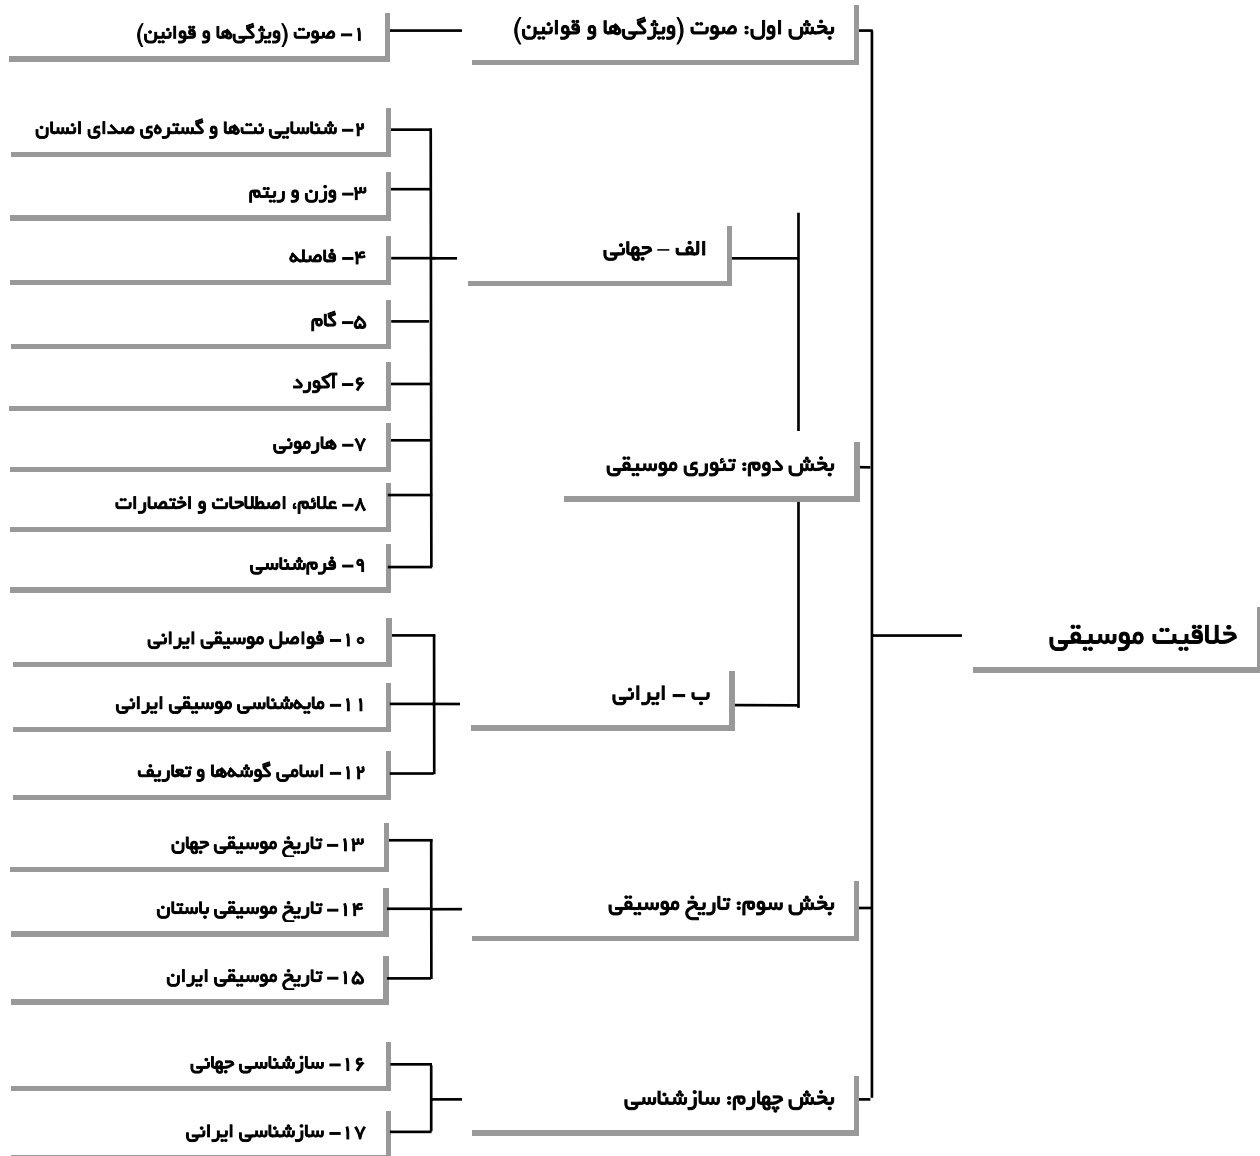 خلاقیت موسیقی
بخش اول: صوت (ویژگی‌ها و قوانین)
۱- صوت (ویژگی‌ها و قوانین)
بخش دوم: تئوری موسیقی
الف – جهانی
۲- شناسایی نت‌ها و گستره‌ی صدای انسان
۳- وزن و ریتم
۴- فاصله
۵- گام
۶- آکورد
۷- هارمونی
۸- علائم، اصطلاحات و اختصارات
۹- فرم‌شناسی
ب - ایرانی
۱۰- فواصل موسیقی ایرانی
۱۱- مایه‌شناسی موسیقی ایرانی
۱۲- اسامی گوشه‌ها و تعاریف
بخش سوم: تاریخ موسیقی
۱۳- تاریخ موسیقی جهان
۱۴- تاریخ موسیقی باستان
۱۵- تاریخ موسیقی ایران
بخش چهارم: سازشناسی
۱۶- سازشناسی جهانی
۱۷- سازشناسی ایرانی